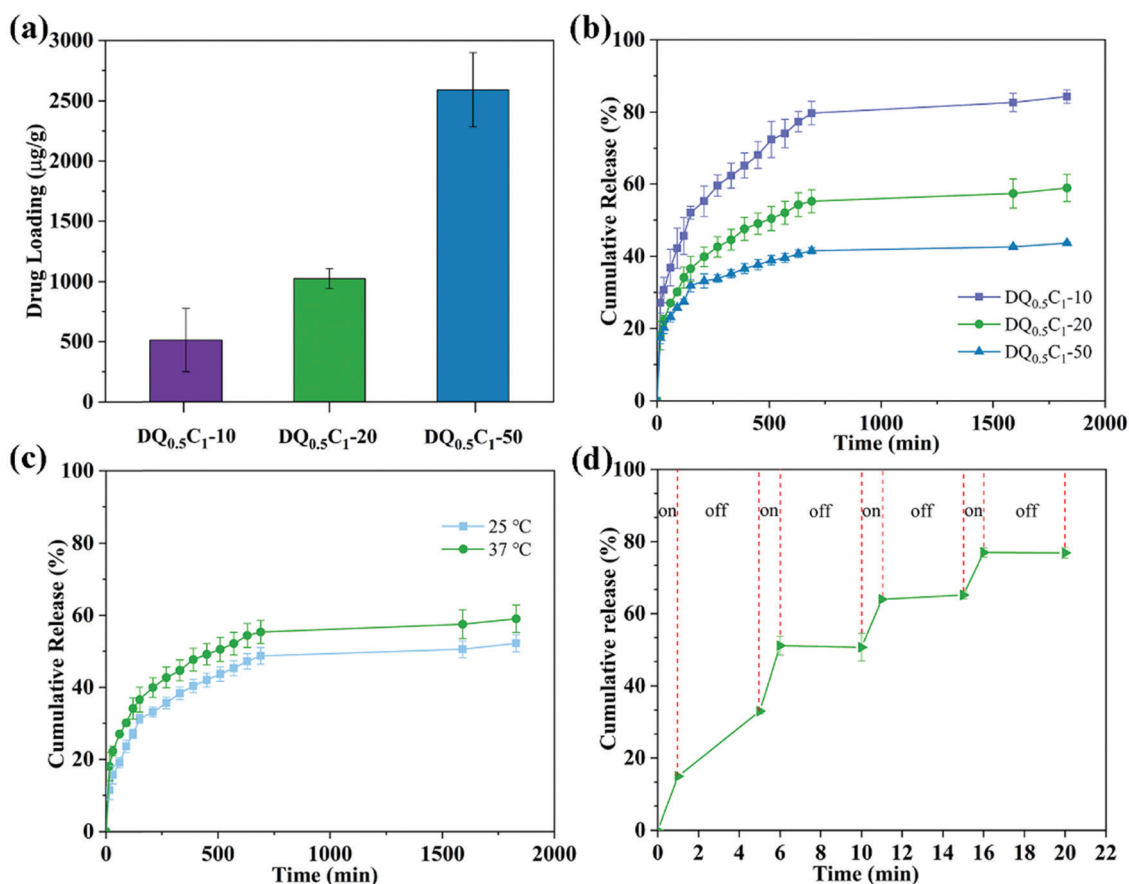 (a)
3000
2500
2000
1500
1000
500
0
Drug Loading (μg/g)
DQ0.5C1-10
DQ0.5C1-20
DQ0.5C1-50
(b)
100
80
60
40
20
0
Cumulative Release (%)
DQ0.5C1-10
DQ0.5C1-20
DQ0.5C1-50
0 500 1000 1500 2000
Time (min)
(c)
100
80
60
40
20
0
Cumulative Release (%)
25 ℃
37 ℃
0 500 1000 1500 2000
Time (min)
(d)
100
80
60
40
20
0
Cumulative release (%)
on off on off on off on off
0 2 4 6 8 10 12 14 16 18 20 22
Time (min)